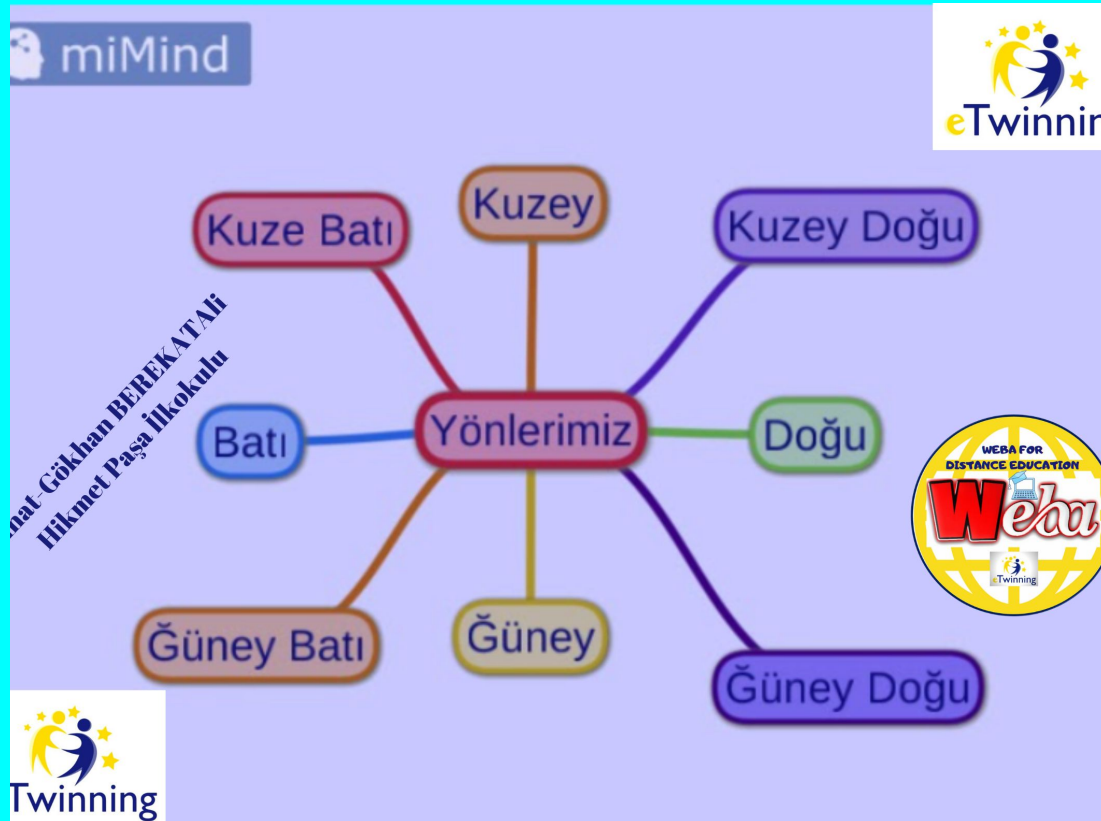 miMind
eTwinnin
Kuze Batı
Kuzey
Kuzey Doğu
Batı
Yönlerimiz
Doğu
Ğüney Batı
Ğüney
Ğüney Doğu
mat-Gökhan BEREKATAli
Hikmet Paşa İlkokulu
WEBA FOR
DISTANCE EDUCATION
Weba
eTwinning
Twinning